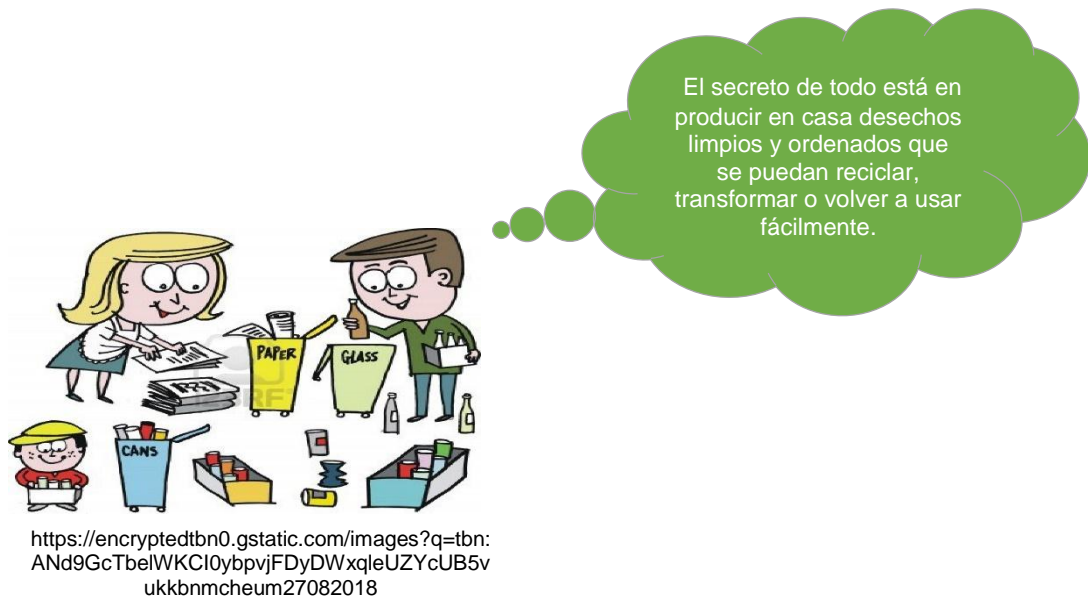 El secreto de todo está en
producir en casa desechos
limpios y ordenados que
se puedan reciclar,
transformar o volver a usar
fácilmente.
PAPER
GLASS
CANS
https://encryptedtbn0.gstatic.com/images?q=tbn:
ANd9GcTbelWKCI0ybpvjFDyDWxqleUZYcUB5v
ukkbnmcheum27082018